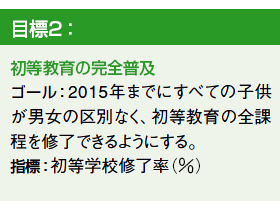 目標2：
初等教育の完全普及
ゴール：2015年までにすべての子供
が男女の区別なく、初等教育の全課
程を修了できるようにする。
指標：初等学校修了率（％）